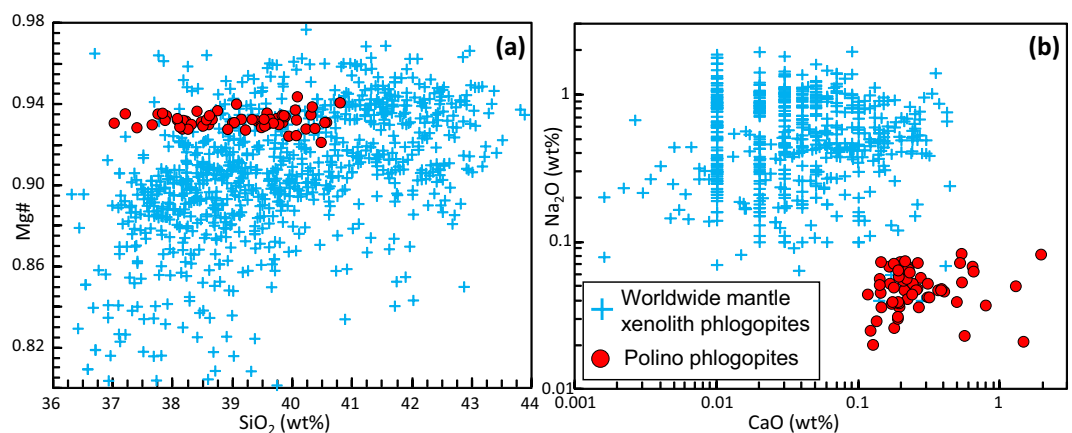 (a)
0.98
0.94
0.90
0.86
0.82
Mg#
36
37
38
39
40
41
42
43
44
SiO2 (wt%)
(b)
1
0.1
0.01
Na2O (wt%)
Worldwide mantle
xenolith phlogopites
Polino phlogopites
0.001
0.01
0.1
1
CaO (wt%)